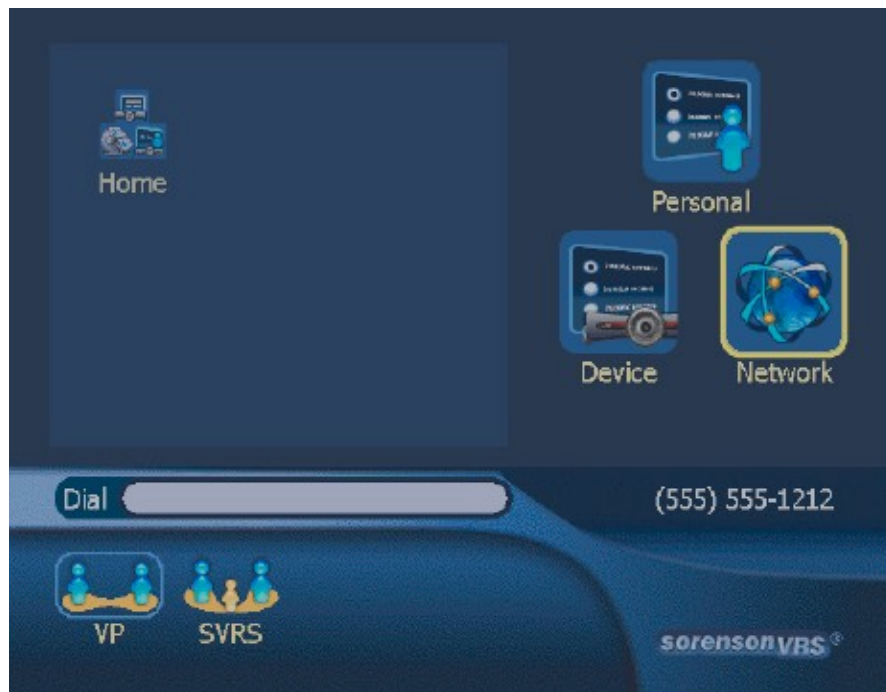 Home
Personal
Device
Network
Dial
(555) 555-1212
VP
SVRS
sorensonVRS®